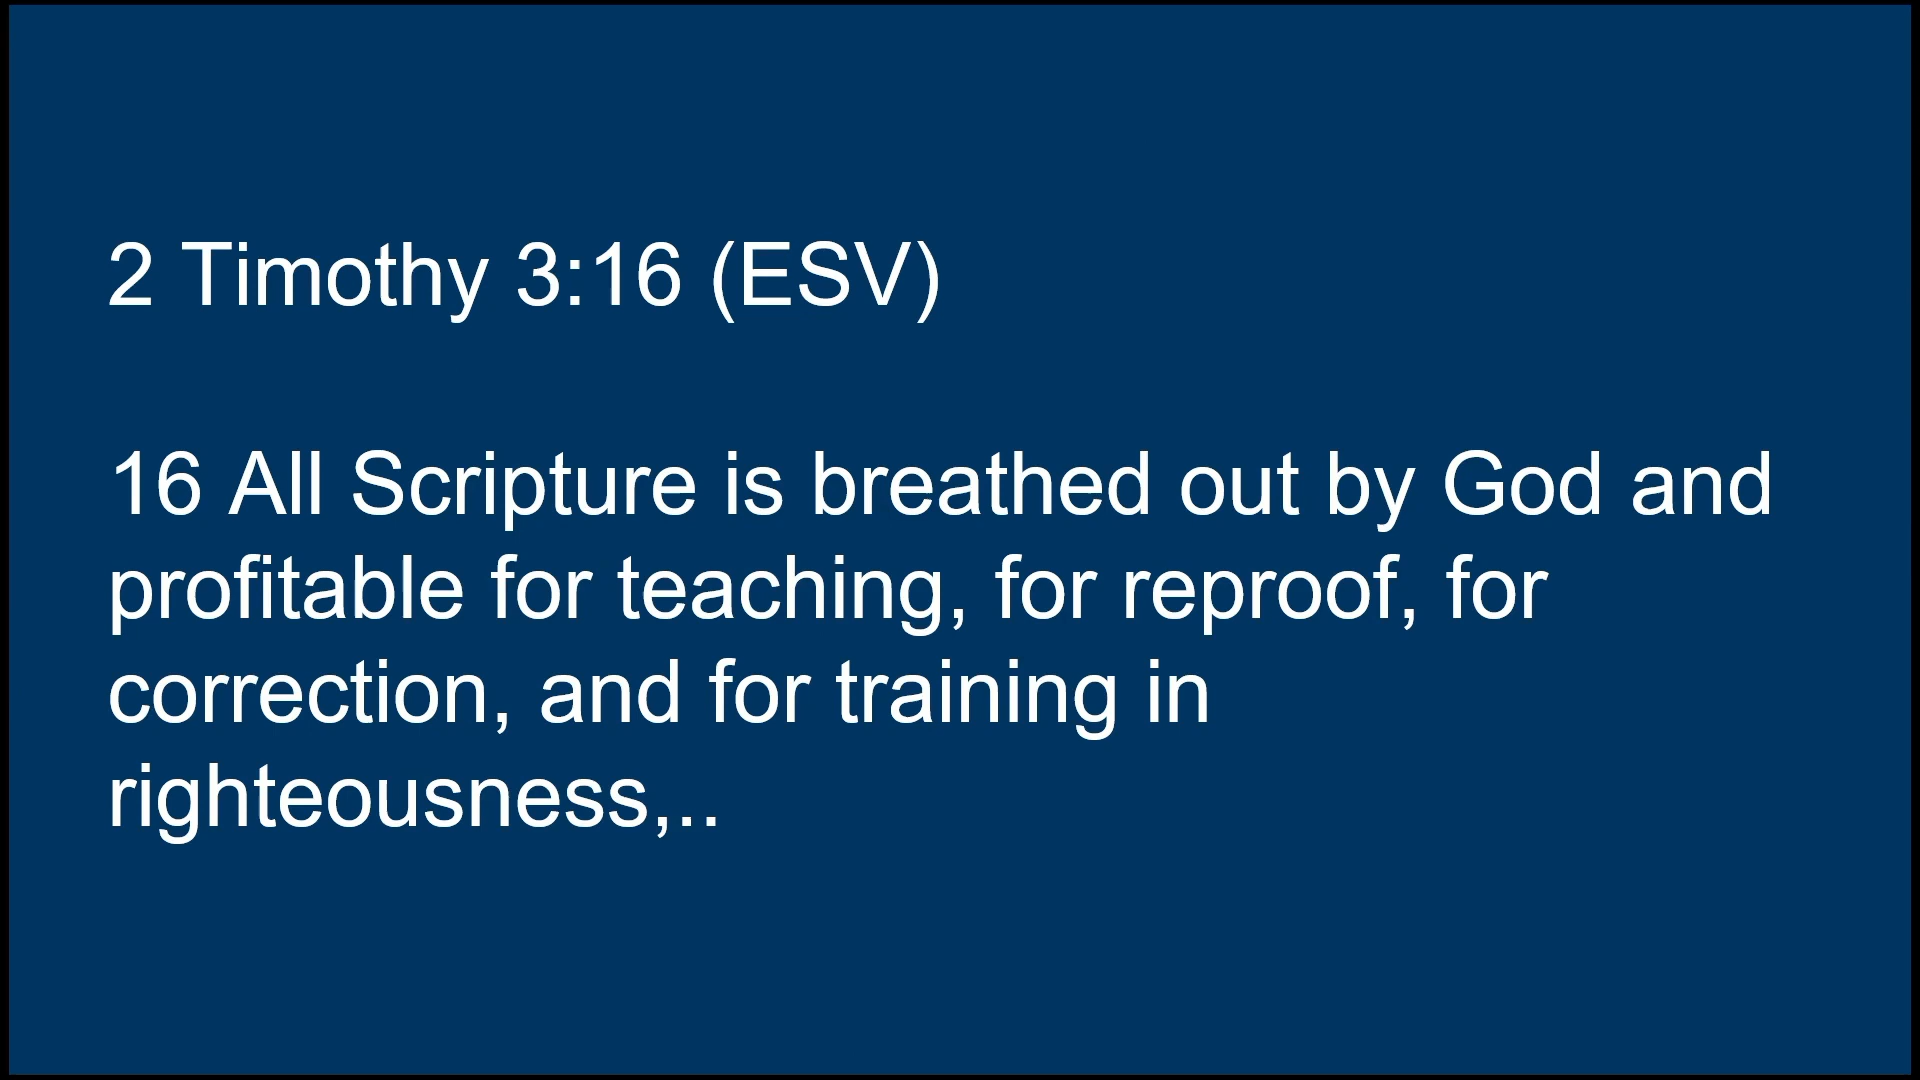 2 Timothy 3:16 (ESV)
16 All Scripture is breathed out by God and
profitable for teaching, for reproof, for
correction, and for training in
righteousness,..